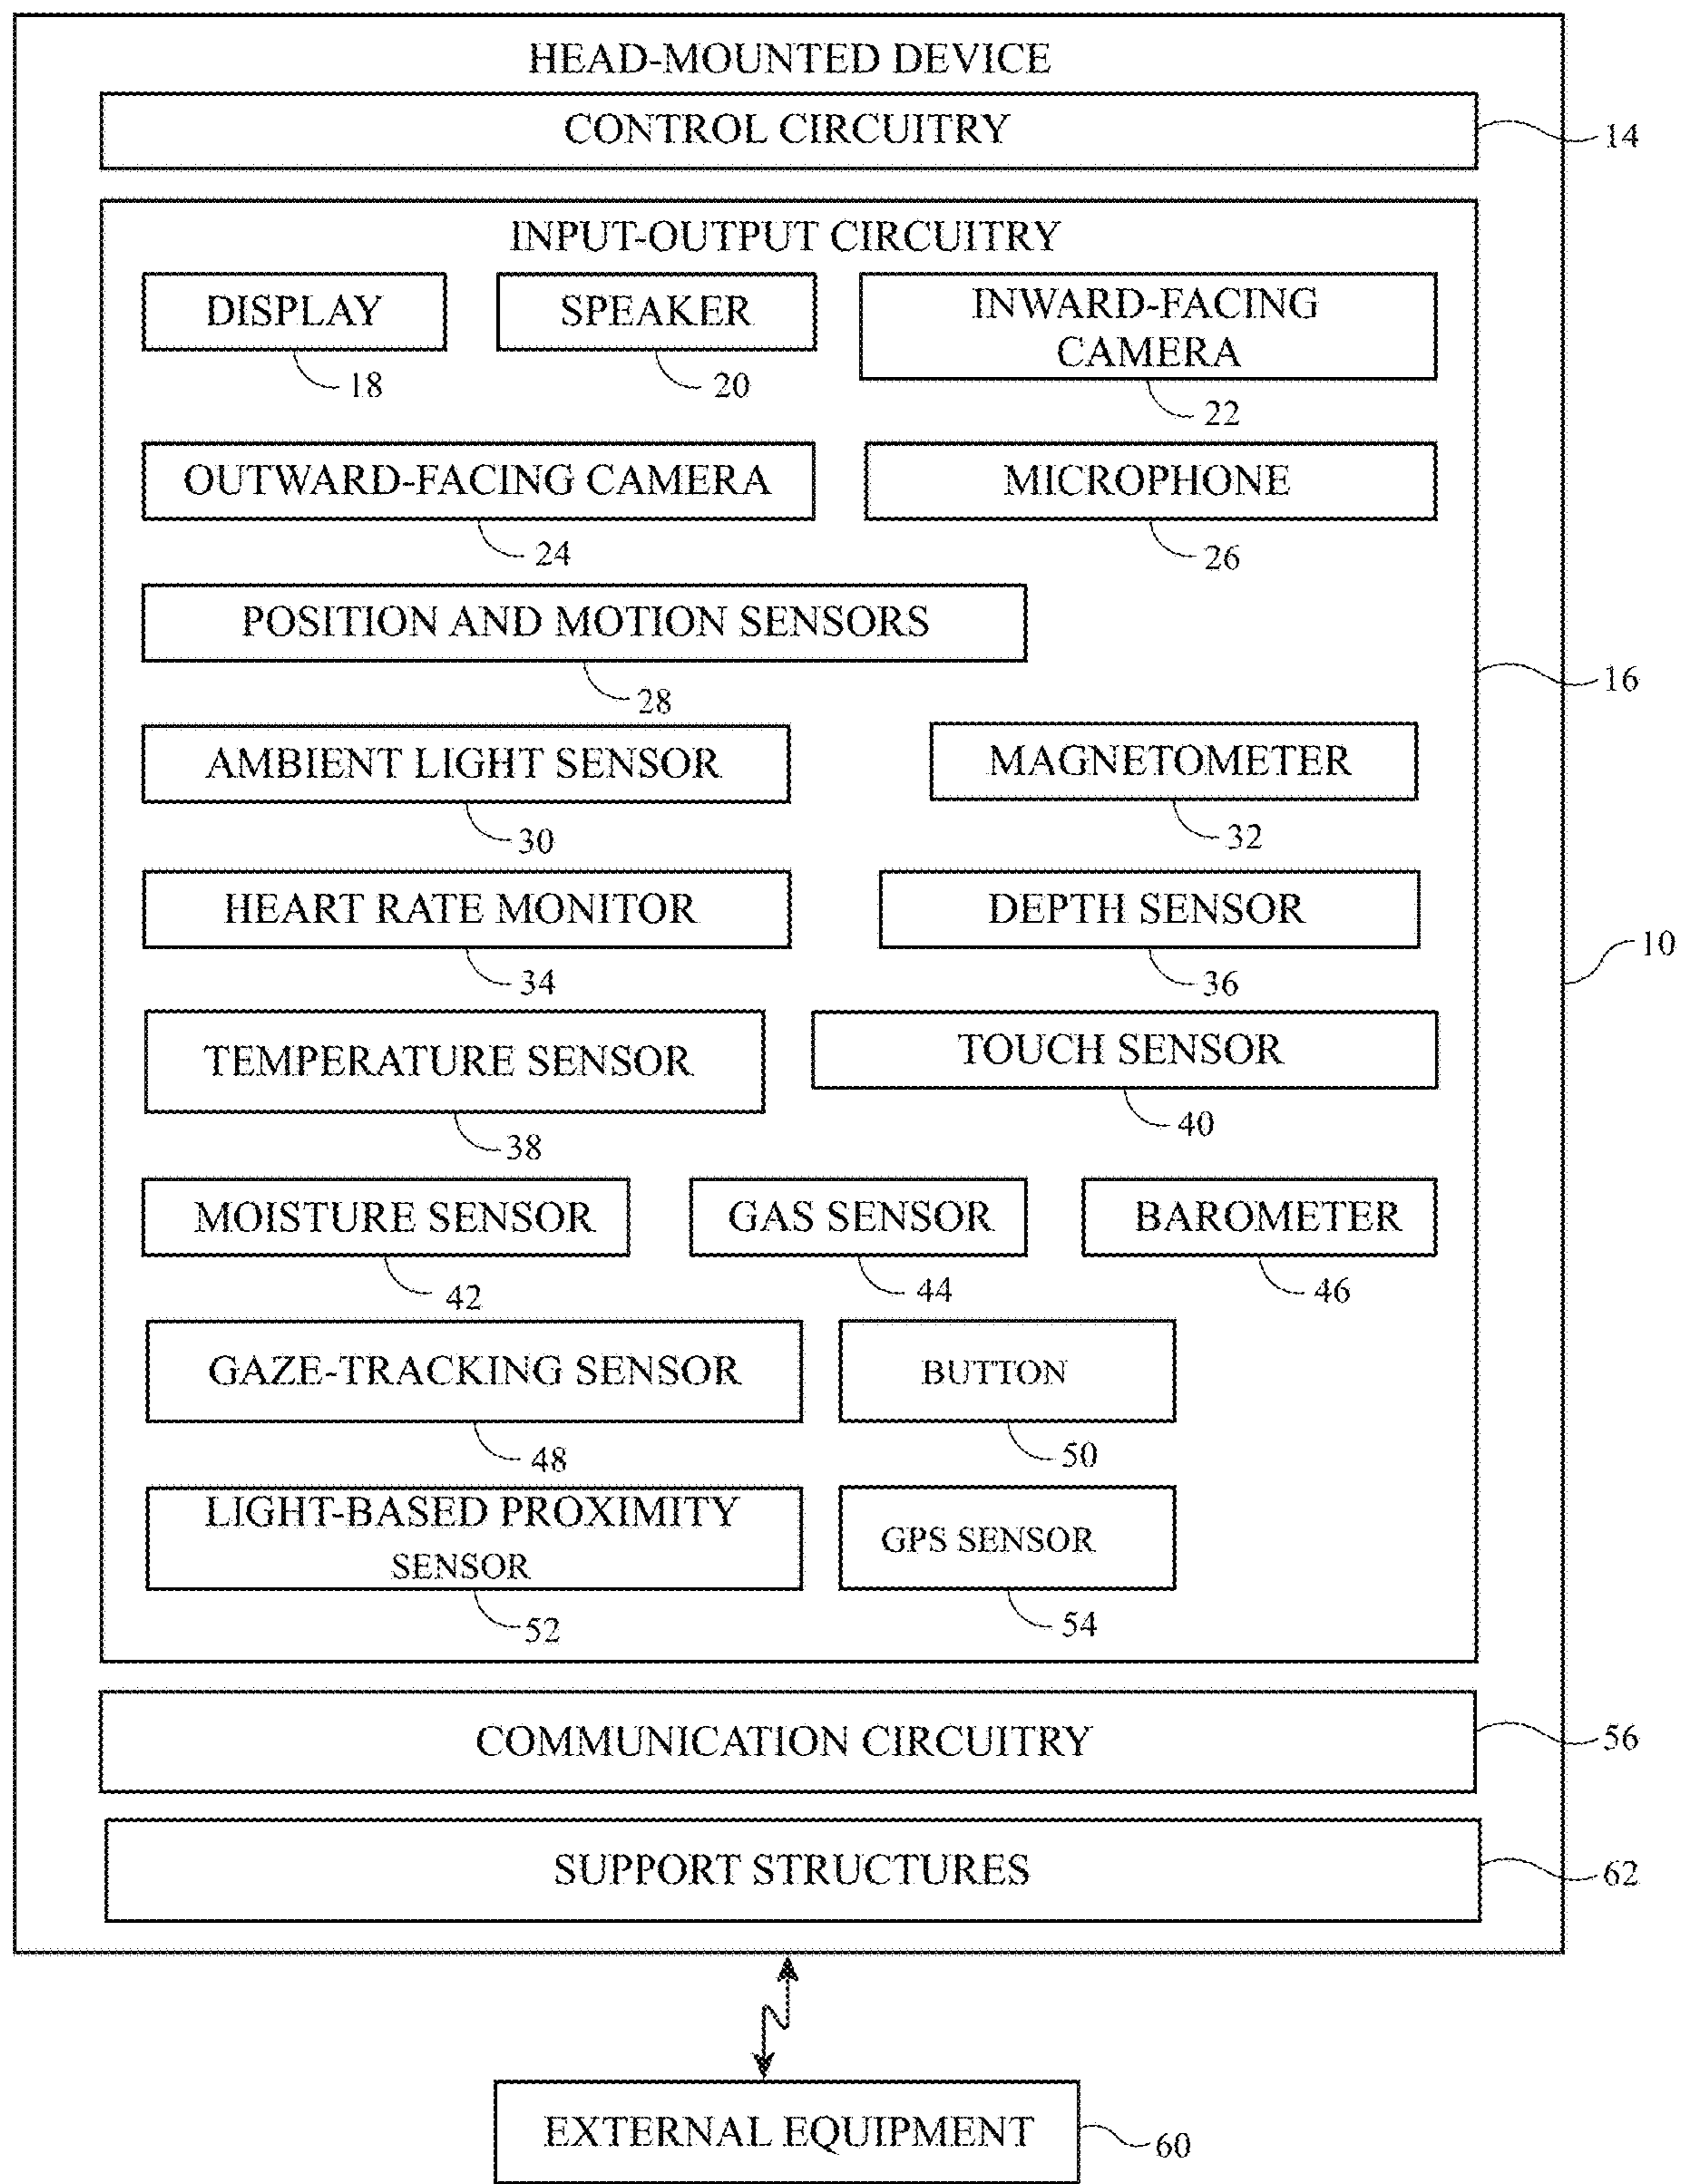 HEAD-MOUNTED DEVICE
CONTROL CIRCUITRY
14
INPUT-OUTPUT CIRCUITRY
DISPLAY
18
SPEAKER
20
INWARD-FACING
CAMERA
22
OUTWARD-FACING CAMERA
24
MICROPHONE
26
POSITION AND MOTION SENSORS
28
16
AMBIENT LIGHT SENSOR
30
MAGNETOMETER
32
HEART RATE MONITOR
34
DEPTH SENSOR
36
10
TEMPERATURE SENSOR
38
TOUCH SENSOR
40
MOISTURE SENSOR
42
GAS SENSOR
44
BAROMETER
46
GAZE-TRACKING SENSOR
48
BUTTON
50
LIGHT-BASED PROXIMITY
SENSOR
52
GPS SENSOR
54
COMMUNICATION CIRCUITRY
56
SUPPORT STRUCTURES
62
EXTERNAL EQUIPMENT
60